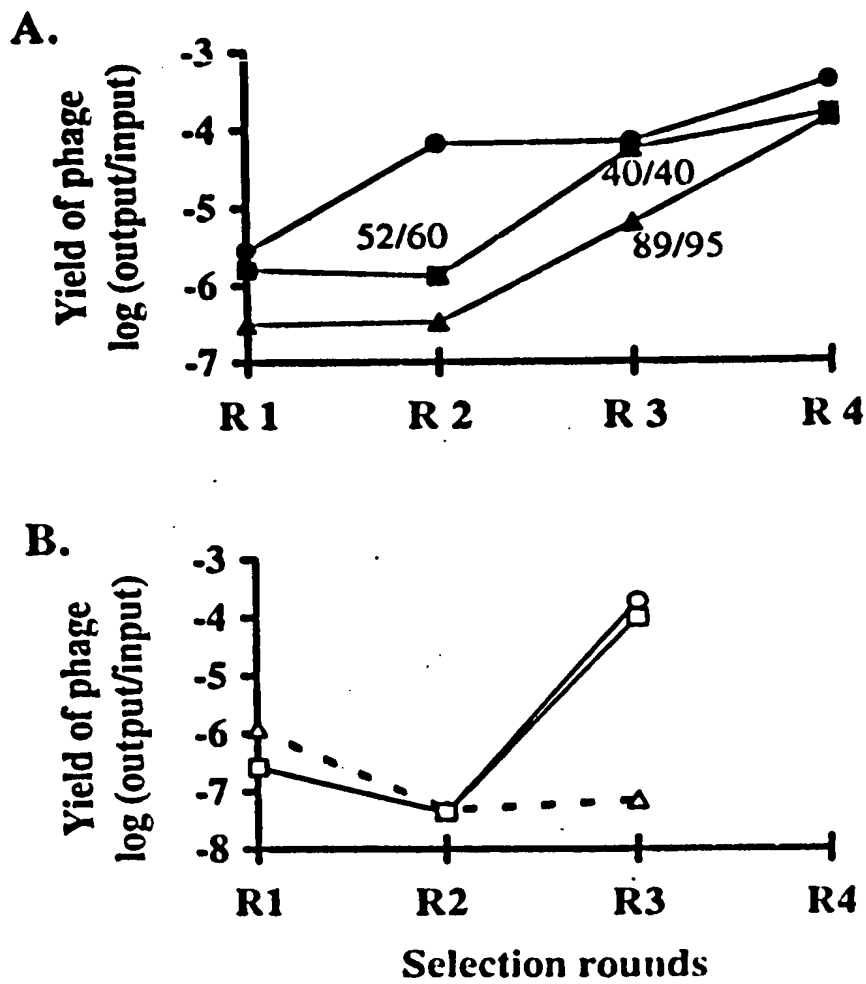 A.
Yield of phage
log (output/input)
-3
-4
-5
-6
-7
52/60
40/40
89/95
R 1 R 2 R 3 R 4
B.
Yield of phage
log (output/input)
-3
-4
-5
-6
-7
-8
R1 R2 R3 R4
Selection rounds